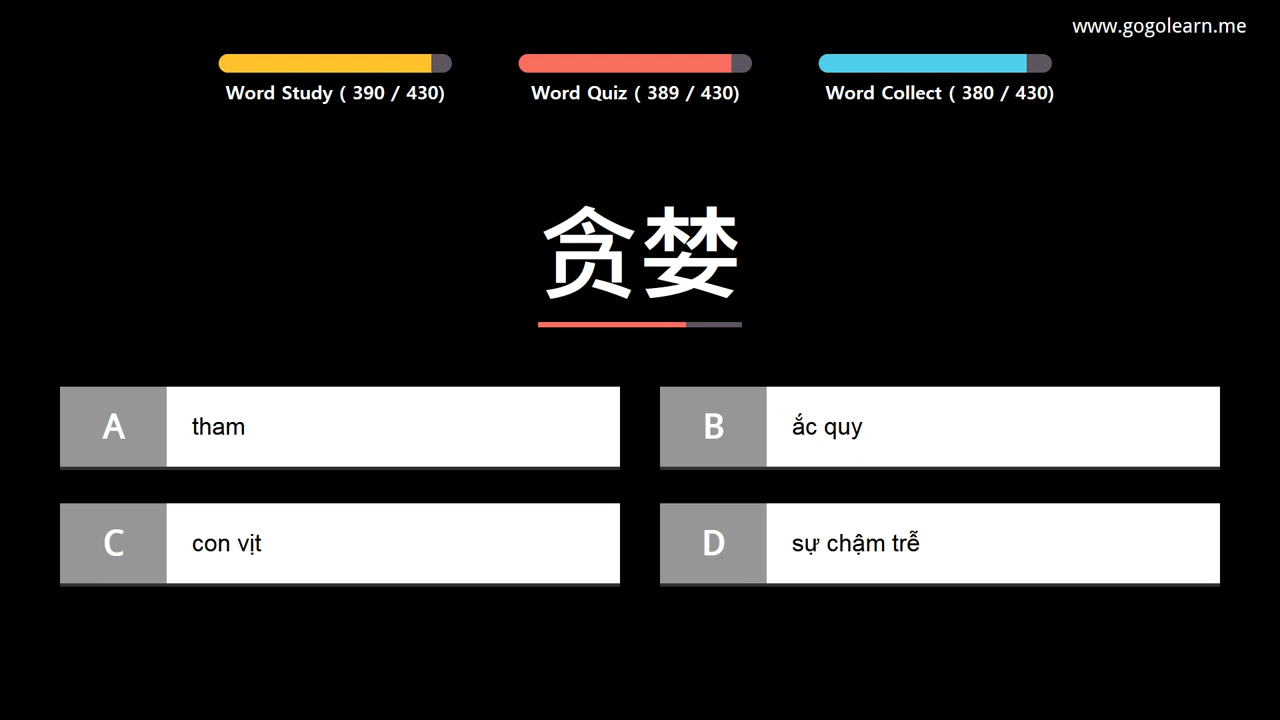 www.gogolearn.me
Word Study ( 390 / 430)
Word Quiz ( 389 / 430)
Word Collect ( 380 / 430)
贪婪
A tham
B ắc quy
C con vịt
D sự chậm trễ